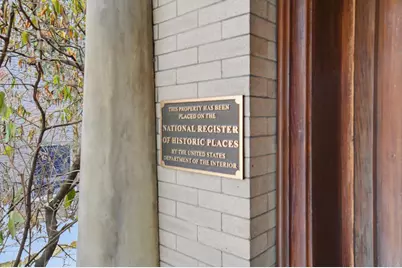 THIS PROPERTY HAS BEEN
PLACED ON THE
NATIONAL REGISTER
OF HISTORIC PLACES
BY THE UNITED STATES
DEPARTMENT OF THE INTERIOR